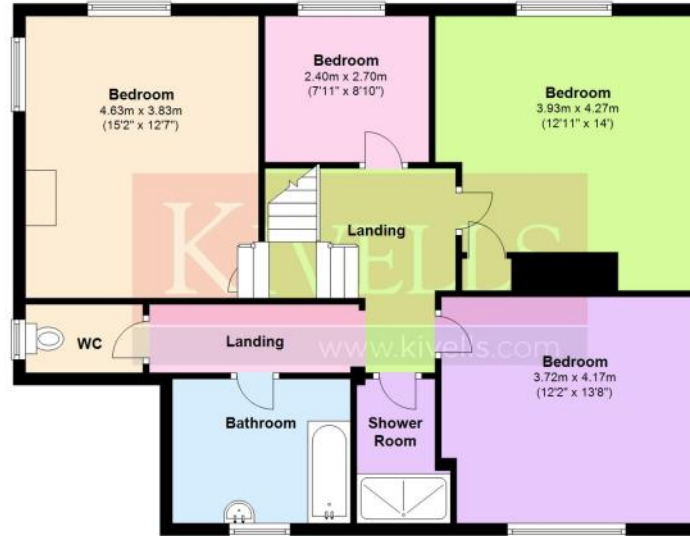 Bedroom
4.63m x 3.83m
(15'2" x 12'7")
Bedroom
2.40m x 2.70m
(7'11" x 8'10")
Bedroom
3.93m x 4.27m
(12'11" x 14')
Landing
KIVELLS
www.kivells.com
WC
Landing
Bedroom
3.72m x 4.17m
(12'2" x 13'8")
Bathroom
Shower
Room